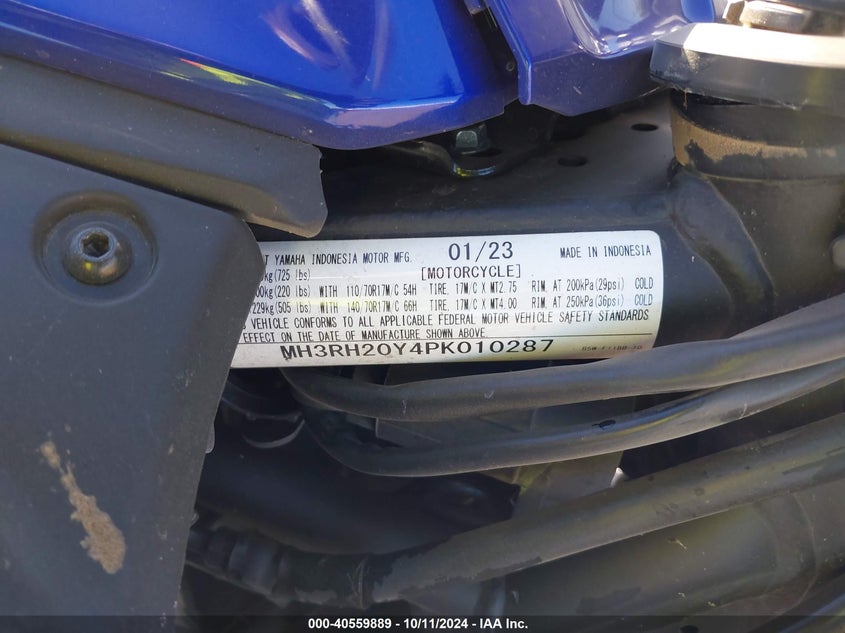 T YAMAHA INDONESIA MOTOR MFG. 01/23 MADE IN INDONESIA
kg(725 lbs) [MOTORCYCLE]
00kg(220 lbs) WITH 110/70R17M/C 54H TIRE, 17M/C X MT2.75 RIM, AT 200kPa(29psi) COLD
229kg(505 lbs) WITH 140/70R17M/C 66H TIRE, 17M/C X MT4.00 RIM, AT 250kPa(36psi) COLD
VEHICLE CONFORMS TO ALL APPLICABLE FEDERAL MOTOR VEHICLE SAFETY STANDARDS
EFFECT ON THE DATE OF MANUFACTURE SHOWN ABOVE.
MH3RH20Y4PK010287
000-40559889 - 10/11/2024 - IAA Inc.